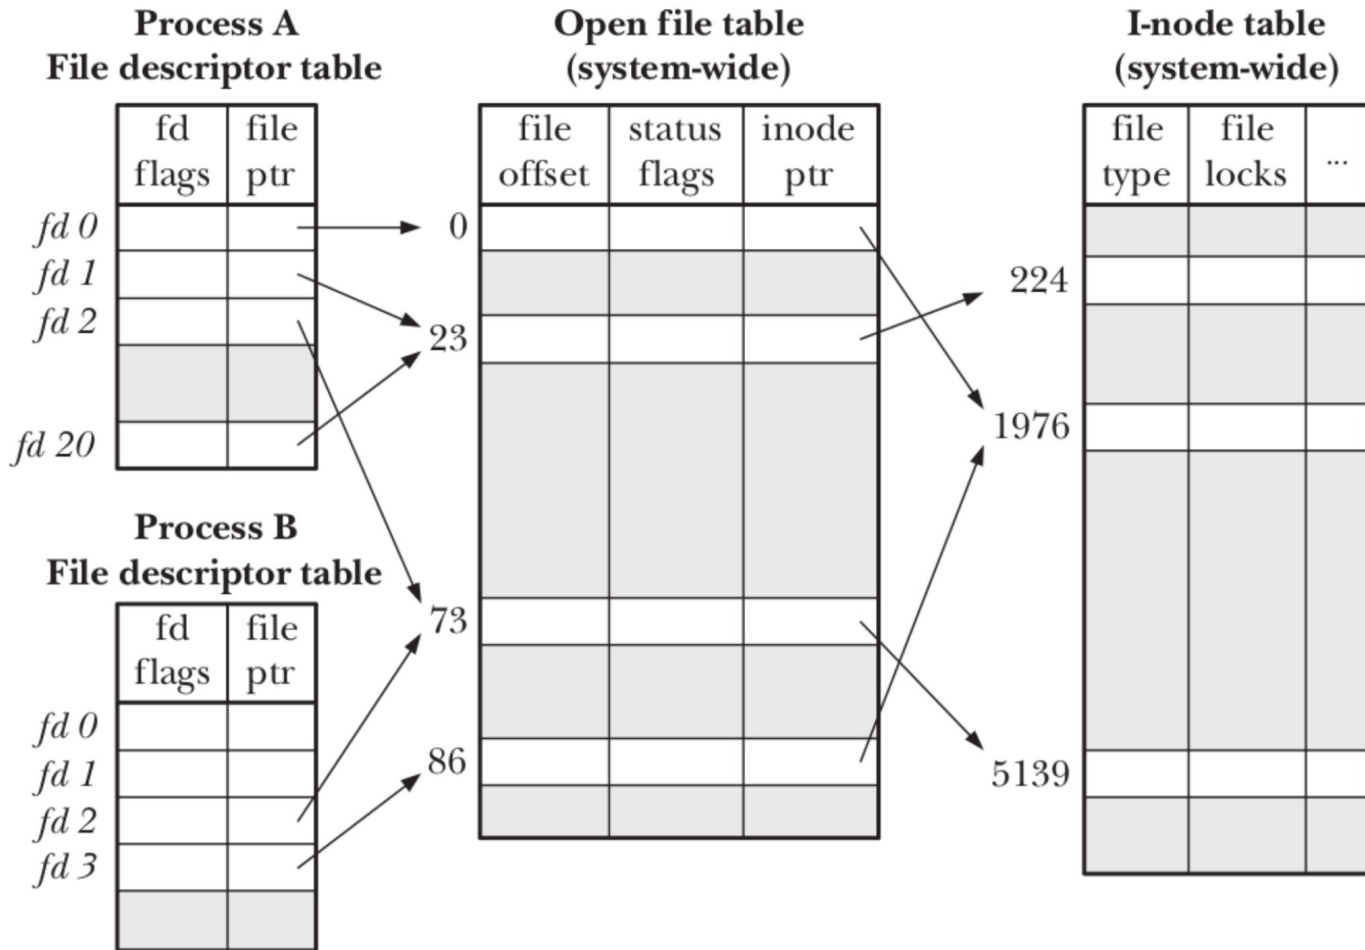 Process A
File descriptor table
fd flags
file ptr
fd 0
fd 1
fd 2
fd 20
Process B
File descriptor table
fd flags
file ptr
fd 0
fd 1
fd 2
fd 3
Open file table
(system-wide)
file offset
status flags
inode ptr
0
23
73
86
I-node table
(system-wide)
file type
file locks
...
224
1976
5139